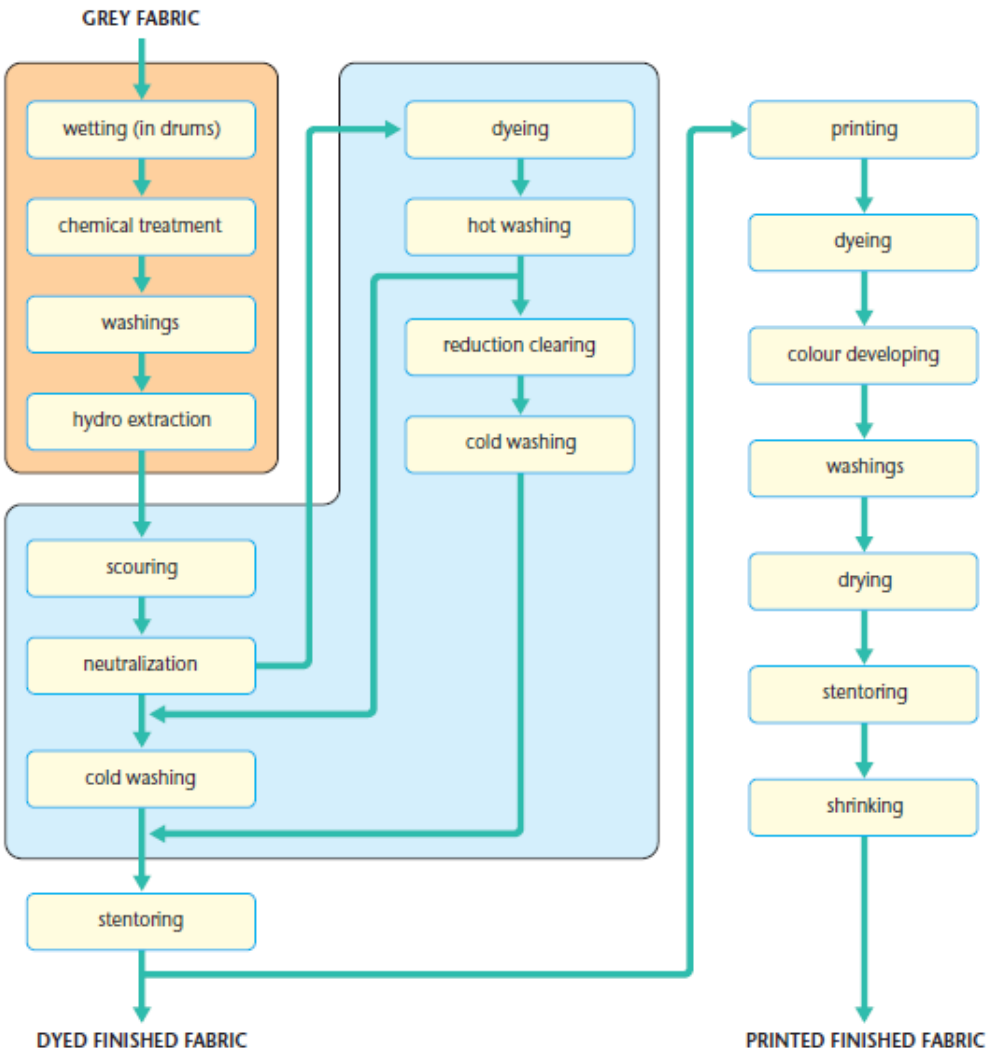 GREY FABRIC
wetting (in drums)
chemical treatment
washings
hydro extraction
scouring
neutralization
cold washing
stentoring
DYED FINISHED FABRIC
dyeing
hot washing
reduction clearing
cold washing
printing
dyeing
colour developing
washings
drying
stentoring
shrinking
PRINTED FINISHED FABRIC